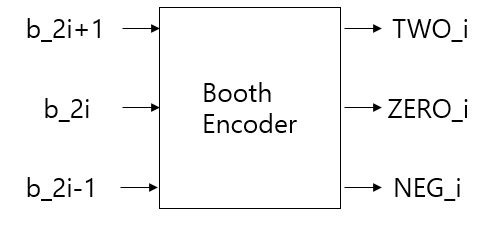 b_2i+1
TWO_i
b_2i
Booth
Encoder
ZERO_i
b_2i-1
NEG_i